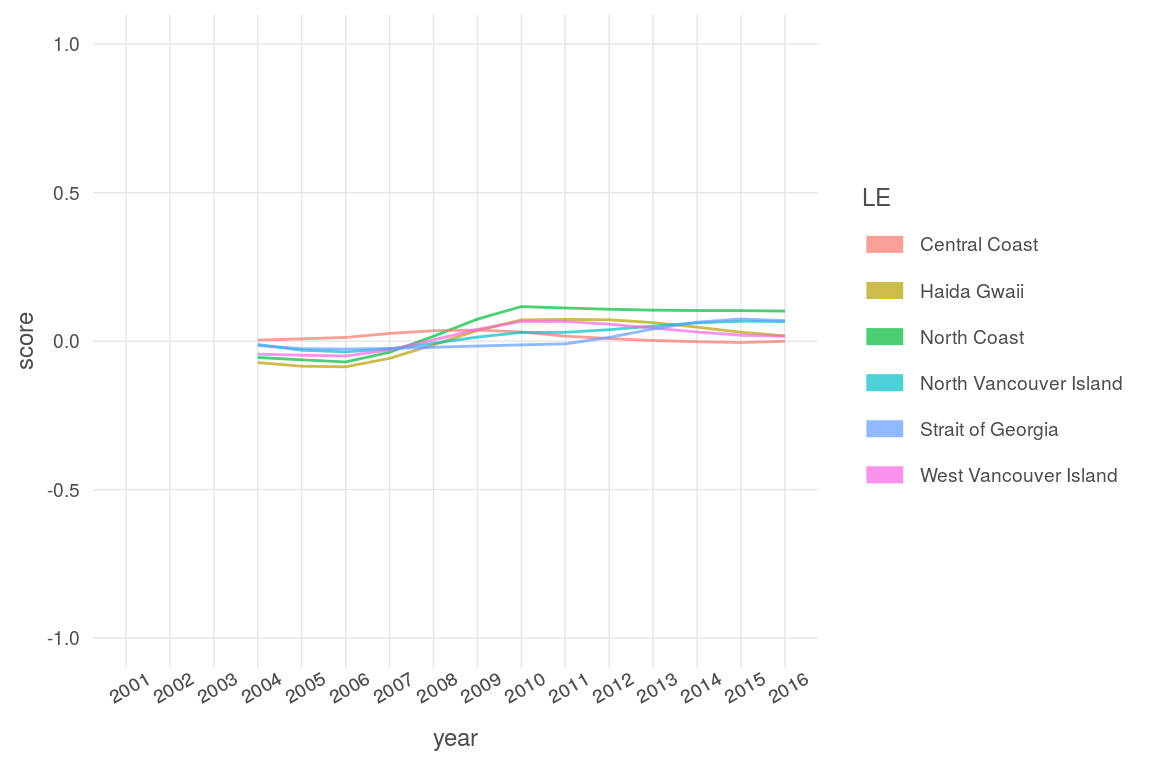 1.0
0.5
0.0
-0.5
-1.0
score
2001 2002 2003 2004 2005 2006 2007 2008 2009 2010 2011 2012 2013 2014 2015 2016
year
LE
Central Coast
Haida Gwaii
North Coast
North Vancouver Island
Strait of Georgia
West Vancouver Island